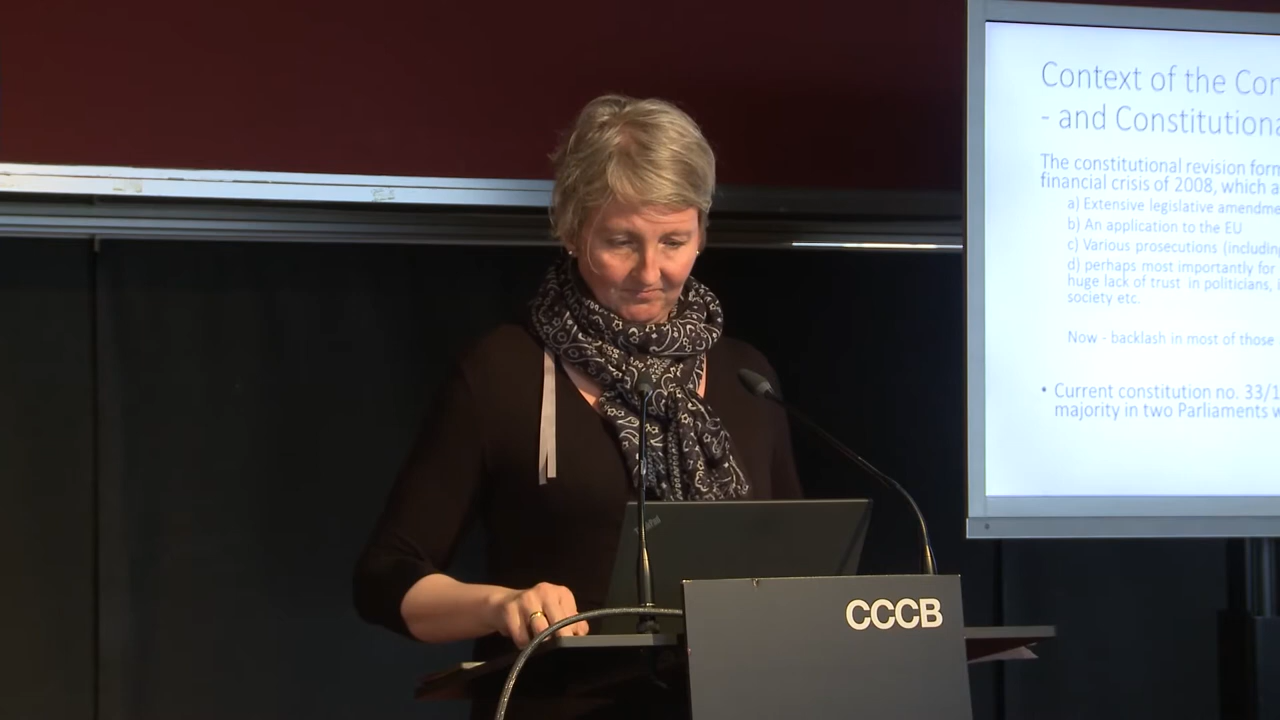 Context of the Con
- and Constitutiona
The constitutional revision form
financial crisis of 2008, which a
a) Extensive legislative amendme
b) An application to the EU
c) Various prosecutions (including
d) perhaps most importantly for
huge lack of trust in politicians, i
society etc.
Now - backlash in most of those
• Current constitution no. 33/1
majority in two Parliaments w
ThinkPad
CCCB